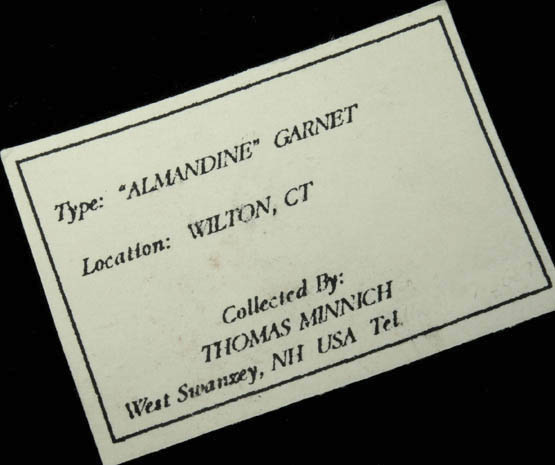 Type: "ALMANDINE" GARNET
Location: WILTON, CT
Collected By:
THOMAS MINNICH
West Swanzey, NH USA Tel.